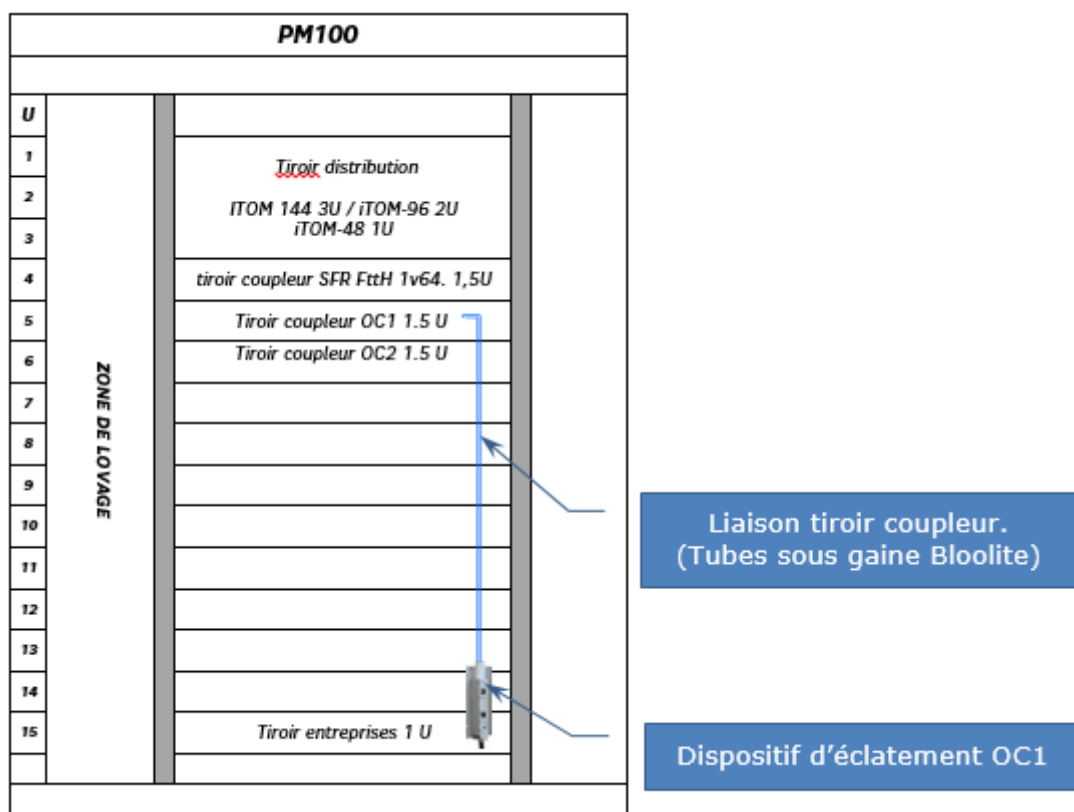 PM100
U
1
Tiroir distribution
2
ITOM 144 3U / iTOM-96 2U
iTOM-48 1U
3
4
tiroir coupleur SFR FttH 1v64. 1,5U
5
Tiroir coupleur OC1 1.5 U
6
Tiroir coupleur OC2 1.5 U
7
8
9
10
11
12
13
14
15
Tiroir entreprises 1 U
ZONE DE LOVAGE
Liaison tiroir coupleur.
(Tubes sous gaine Bloolite)
Dispositif d'éclatement OC1